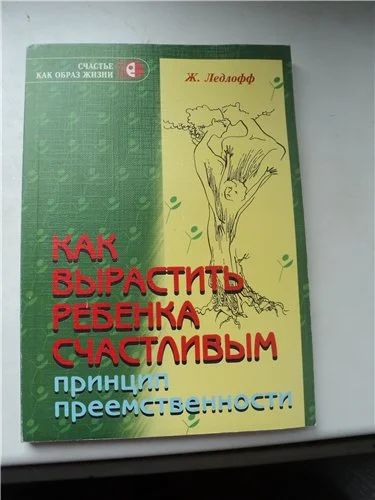 СЧАСТЬЕ
КАК ОБРАЗ ЖИЗНИ
Ж. Ледлофф
КАК
ВЫРАСТИТЬ
РЕБЕНКА
СЧАСТЛИВЫМ
ПРИНЦИП
ПРЕЕМСТВЕННОСТИ